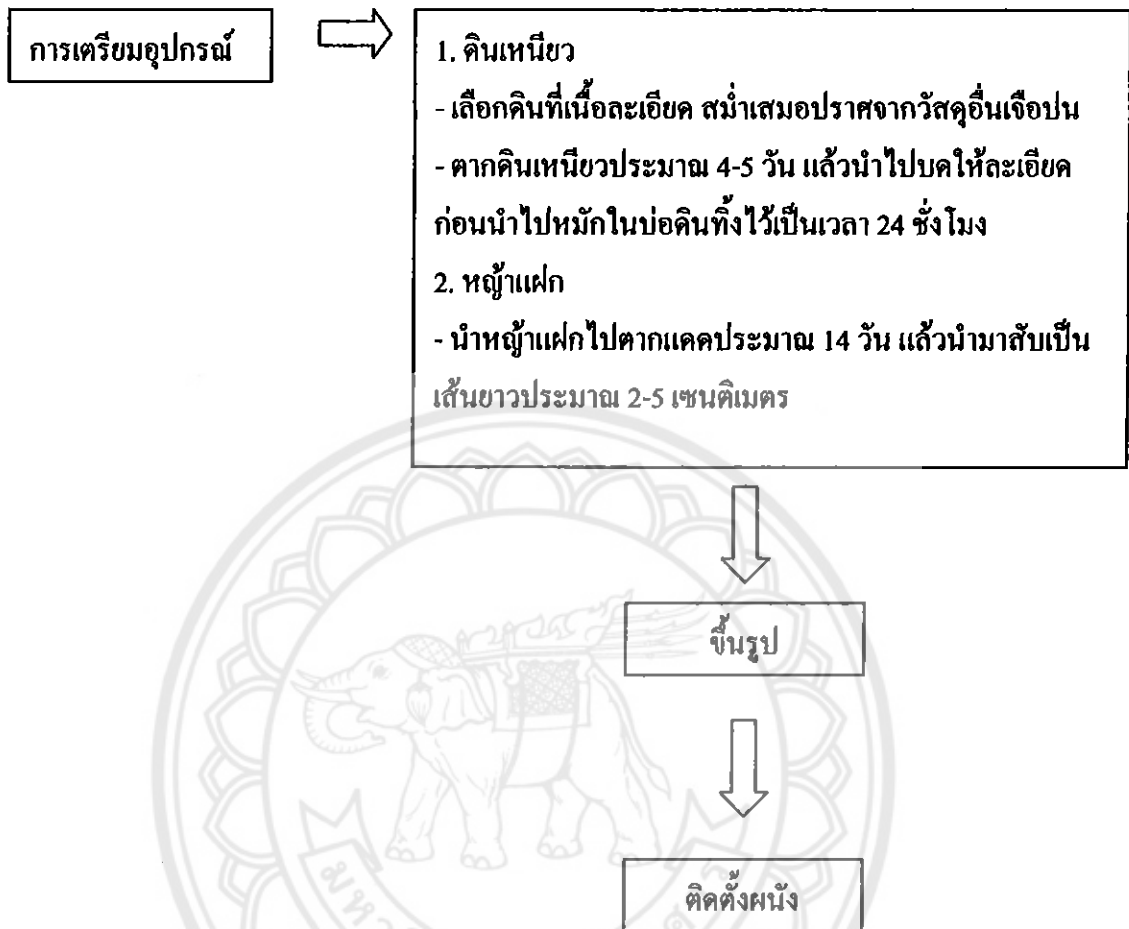 การเตรียมอุปกรณ์
1. ดินเหนียว
- เลือกดินที่เนื้อละเอียด สม่ำเสมอปราศจากวัสดุอื่นเจือปน
- ตากดินเหนียวประมาณ 4-5 วัน แล้วนำไปบดให้ละเอียด
ก่อนนำไปหมักในบ่อดินทิ้งไว้เป็นเวลา 24 ชั่วโมง
2. หญ้าแฝก
- นำหญ้าแฝกไปตากแดดประมาณ 14 วัน แล้วนำมาสับเป็น
เส้นยาวประมาณ 2-5 เซนติเมตร
ขึ้นรูป
ติดตั้งผนัง